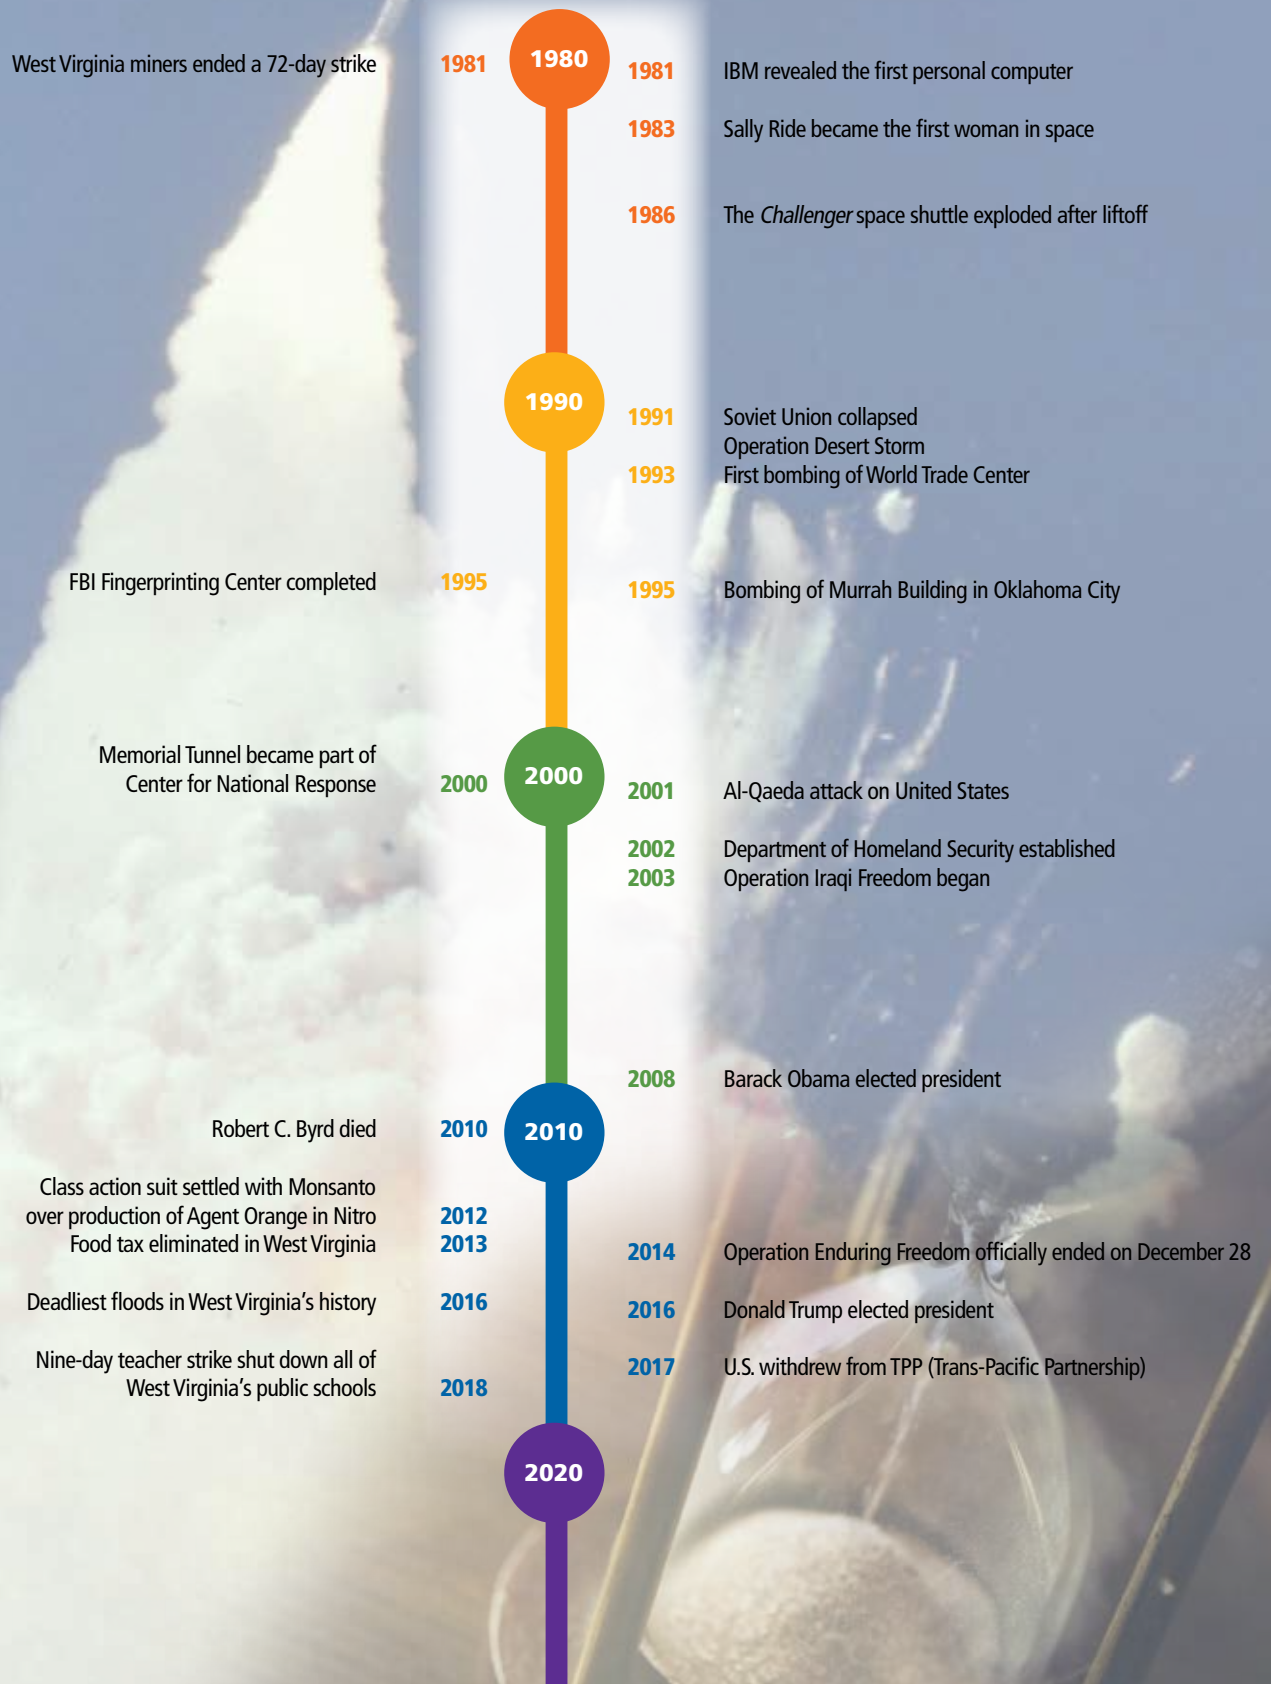 1980
West Virginia miners ended a 72-day strike 1981
1981 IBM revealed the first personal computer
1983 Sally Ride became the first woman in space
1986 The Challenger space shuttle exploded after liftoff
1990
1991 Soviet Union collapsed
Operation Desert Storm
1993 First bombing of World Trade Center
FBI Fingerprinting Center completed 1995
1995 Bombing of Murrah Building in Oklahoma City
Memorial Tunnel became part of
Center for National Response 2000
2000
2001 Al-Qaeda attack on United States
2002 Department of Homeland Security established
2003 Operation Iraqi Freedom began
2008 Barack Obama elected president
Robert C. Byrd died 2010
2010
Class action suit settled with Monsanto
over production of Agent Orange in Nitro 2012
Food tax eliminated in West Virginia 2013
2014 Operation Enduring Freedom officially ended on December 28
Deadliest floods in West Virginia's history 2016
2016 Donald Trump elected president
Nine-day teacher strike shut down all of
West Virginia's public schools 2018
2017 U.S. withdrew from TPP (Trans-Pacific Partnership)
2020